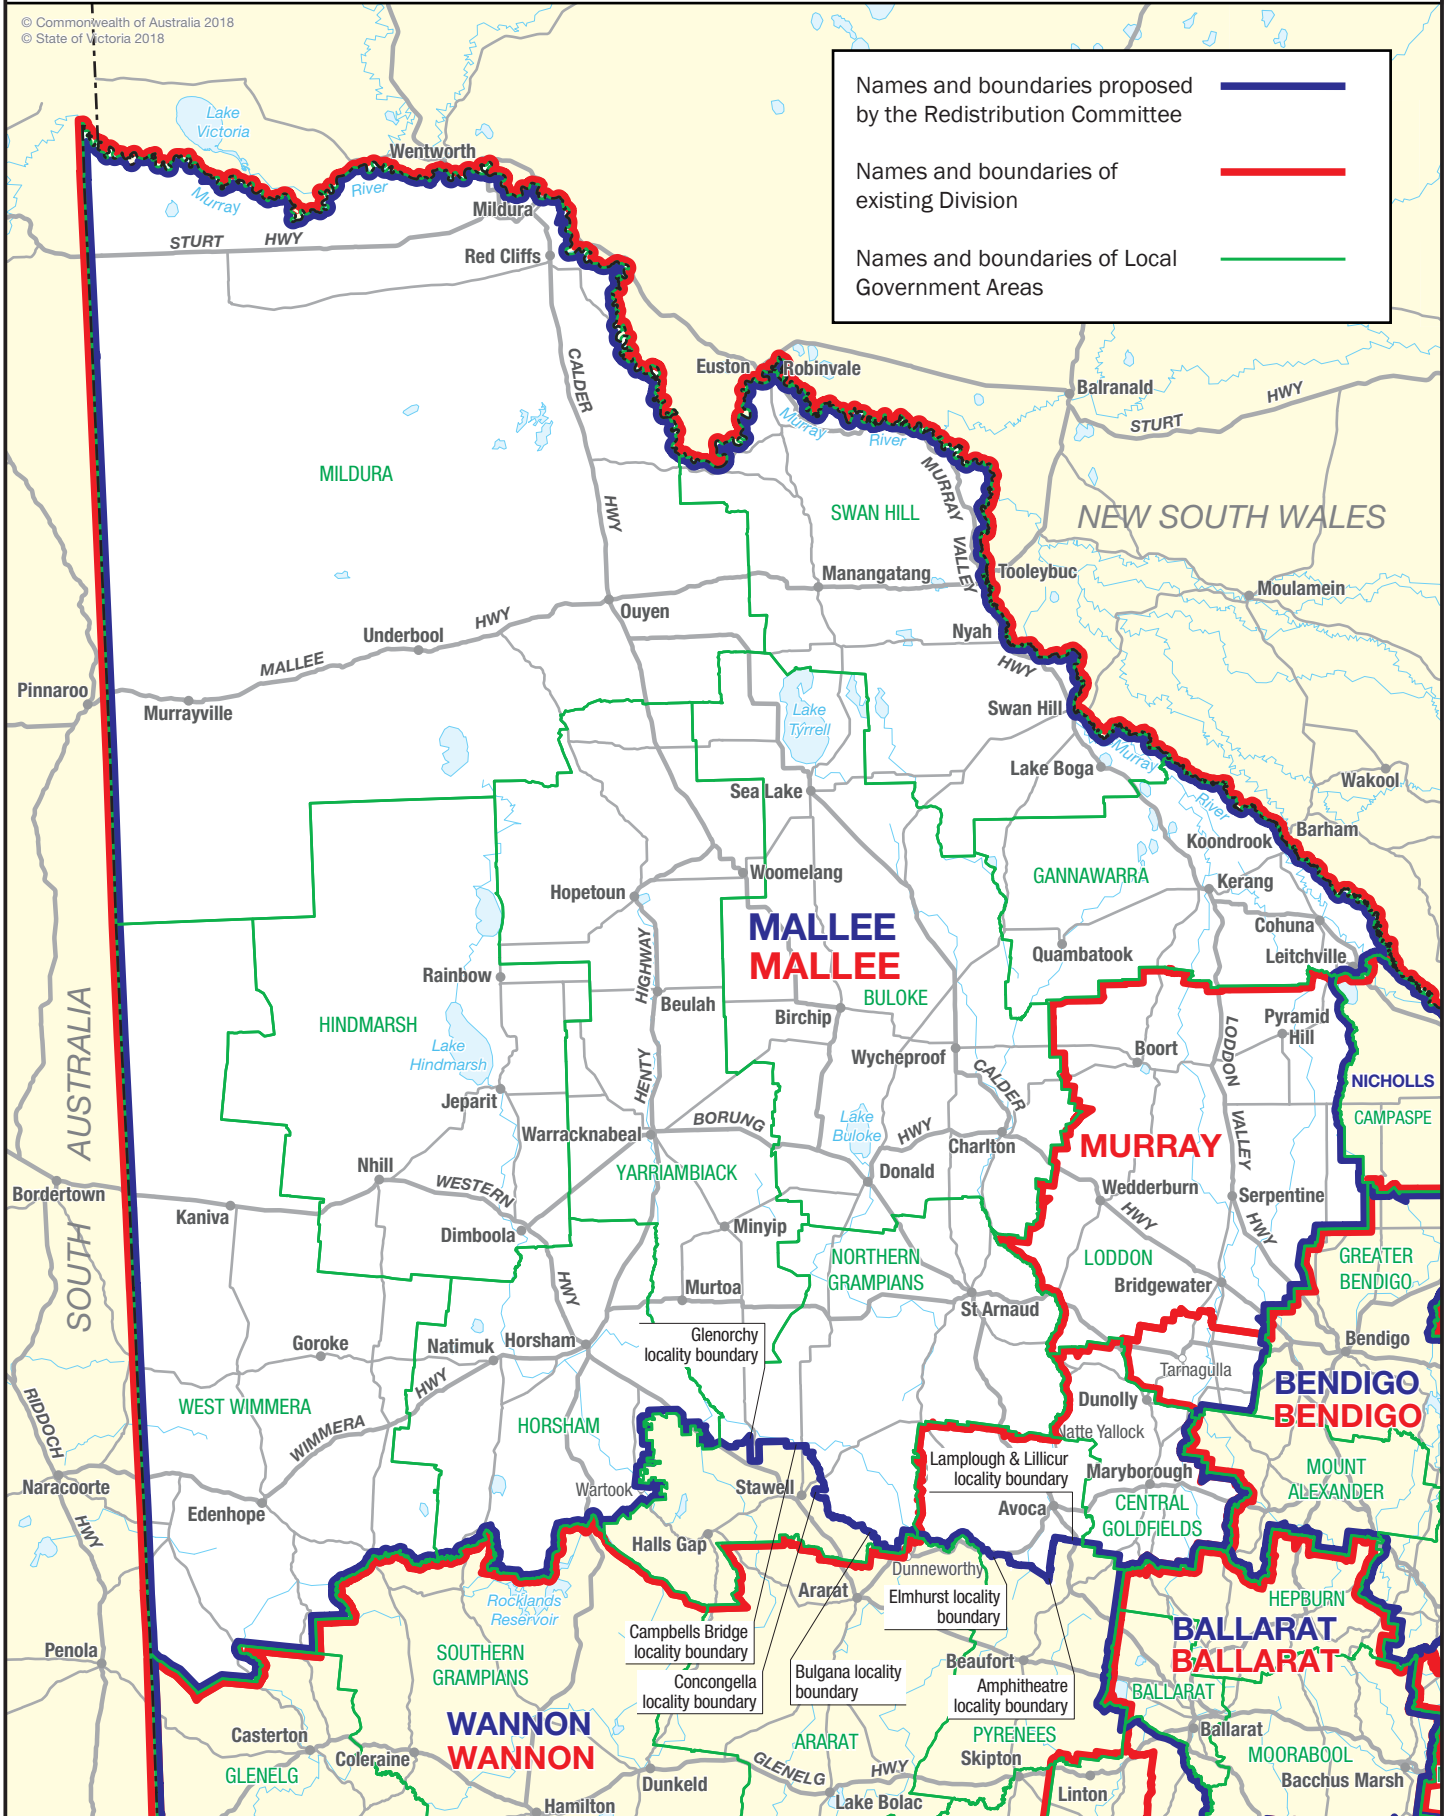 © Commonwealth of Australia 2018
© State of Victoria 2018
Names and boundaries proposed
by the Redistribution Committee
Names and boundaries of
existing Division
Names and boundaries of Local
Government Areas
Lake
Victoria
Wentworth
Murray
River
Mildura
STURT HWY
Red Cliffs
CALDER
HWY
Euston
Robinvale
Murray
River
Balranald
STURT
HWY
MURRAY
VALLEY
HWY
MILDURA
SWAN HILL
NEW SOUTH WALES
Manangatang
Tooleybuc
Moulamein
Ouyen
Underbool
MALLEE
HWY
Nyah
Pinnaroo
Murrayville
Swan Hill
Lake
Tyrrell
Murray
River
Lake Boga
Wakool
Sea Lake
Barham
Koondrook
GANNAWARRA
Kerang
Woomelang
Hopetoun
MALLEE
MALLEE
Cohuna
Quambatook
Leitchville
HENTY
HIGHWAY
Rainbow
Beulah
BULOKE
Birchip
HINDMARSH
Lake
Hindmarsh
Pyramid
Hill
Boort
LODDON
VALLEY
HWY
Wycheproof
CALDER
HWY
NICHOLLS
CAMPASPE
Jeparit
Warracknabeal
BORUNG
HWY
Lake
Buloke
Charlton
MURRAY
SOUTH AUSTRALIA
Bordertown
Nhill
YARRIAMBIACK
Donald
Kaniva
WESTERN
HWY
Dimboola
Minyip
Wedderburn
Serpentine
NORTHERN
GRAMPIANS
LODDON
GREATER
BENDIGO
Murtoa
Bridgewater
St Arnaud
Glenorchy
locality boundary
Goroke
Natimuk
Horsham
Bendigo
Tarnagulla
WIMMERA
HWY
WEST WIMMERA
HORSHAM
Dunolly
BENDIGO
BENDIGO
RIDDOCH
HWY
Natte Yallock
Lamplough & Lillicur
locality boundary
Maryborough
MOUNT
ALEXANDER
Naracoorte
Edenhope
Wartook
Stawell
Avoca
CENTRAL
GOLDFIELDS
Halls Gap
Dunneworthy
Ararat
Elmhurst locality
boundary
Rocklands
Reservoir
HEPBURN
BALLARAT
BALLARAT
Penola
SOUTHERN
GRAMPIANS
Campbells Bridge
locality boundary
Concongella
locality boundary
Bulgana locality
boundary
Beaufort
Amphitheatre
locality boundary
BALLARAT
WANNON
WANNON
Casterton
Coleraine
GLENELG
ARARAT
PYRENEES
Ballarat
MOORABOOL
GLENELG
HWY
Skipton
Dunkeld
Linton
Bacchus Marsh
Hamilton
Lake Bolac